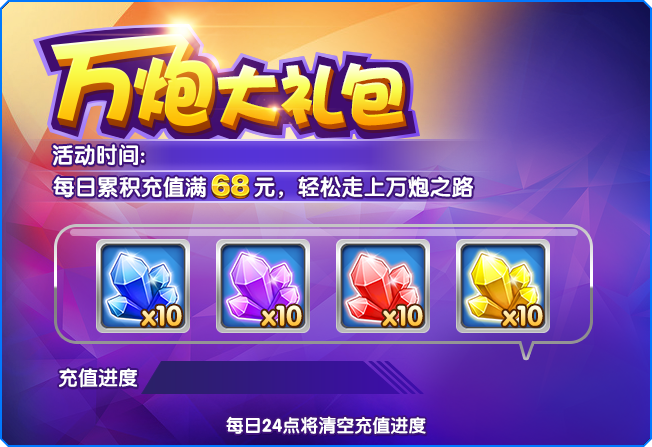 万炮大礼包
活动时间:
每日累积充值满68元，轻松走上万炮之路
x10 x10 x10 x10
充值进度
每日24点将清空充值进度